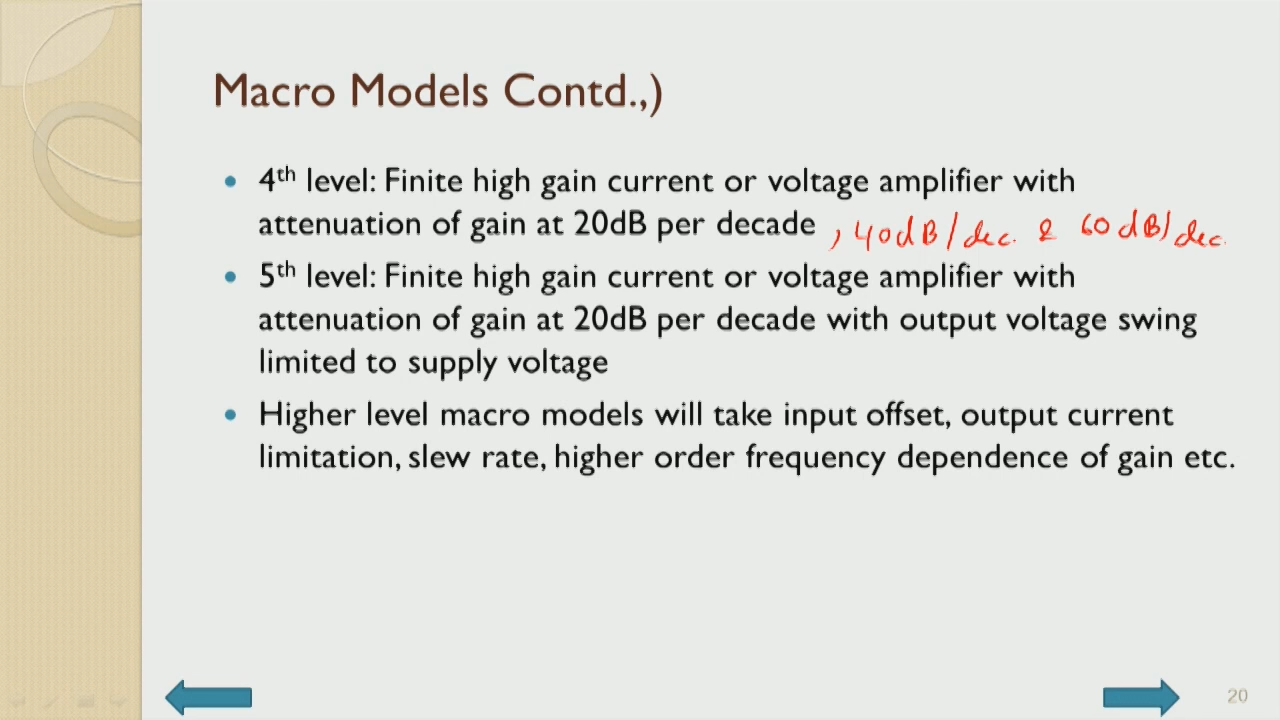 Macro Models Contd.,)
• 4th level: Finite high gain current or voltage amplifier with
attenuation of gain at 20dB per decade , 40dB/dec. & 60dB/dec.
• 5th level: Finite high gain current or voltage amplifier with
attenuation of gain at 20dB per decade with output voltage swing
limited to supply voltage
• Higher level macro models will take input offset, output current
limitation, slew rate, higher order frequency dependence of gain etc.
20